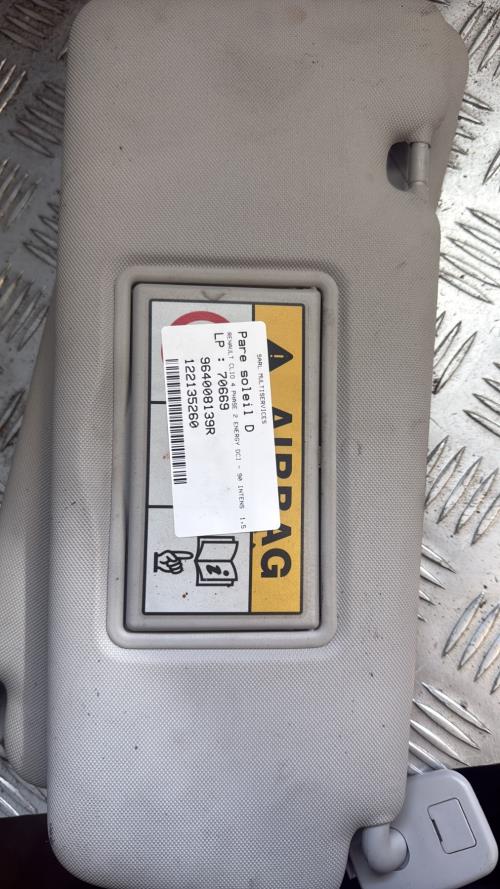 SARL MULTISERVICES
Pare soleil D
RENAULT CLIO 4 PHASE 2 ENERGY DCI - 90 INTENS 1.5
LP : 70669
964008139R
122135260
AIRBAG
i